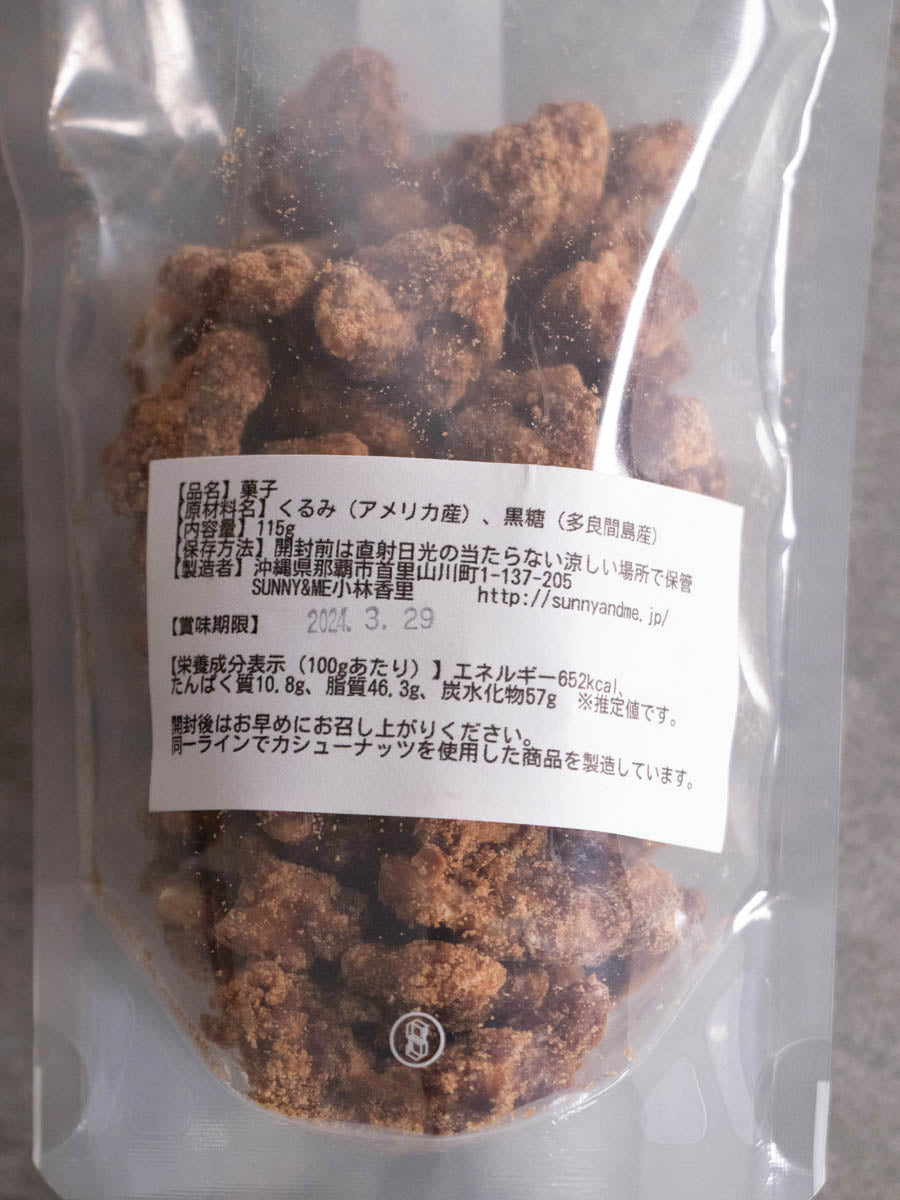 【品名】菓子
【原材料名】くるみ（アメリカ産）、黒糖（多良間島産）
【内容量】115g
【保存方法】開封前は直射日光の当たらない涼しい場所で保管
【製造者】沖縄県那覇市首里山川町1-137-205
SUNNY&ME小林香里 http://sunnyandme.jp/
【賞味期限】 2024. 3. 29
【栄養成分表示（100gあたり）】エネルギー652kcal、
たんぱく質10.8g、脂質46.3g、炭水化物57g ※推定値です。
開封後はお早めにお召し上がりください。
同一ラインでカシューナッツを使用した商品を製造しています。